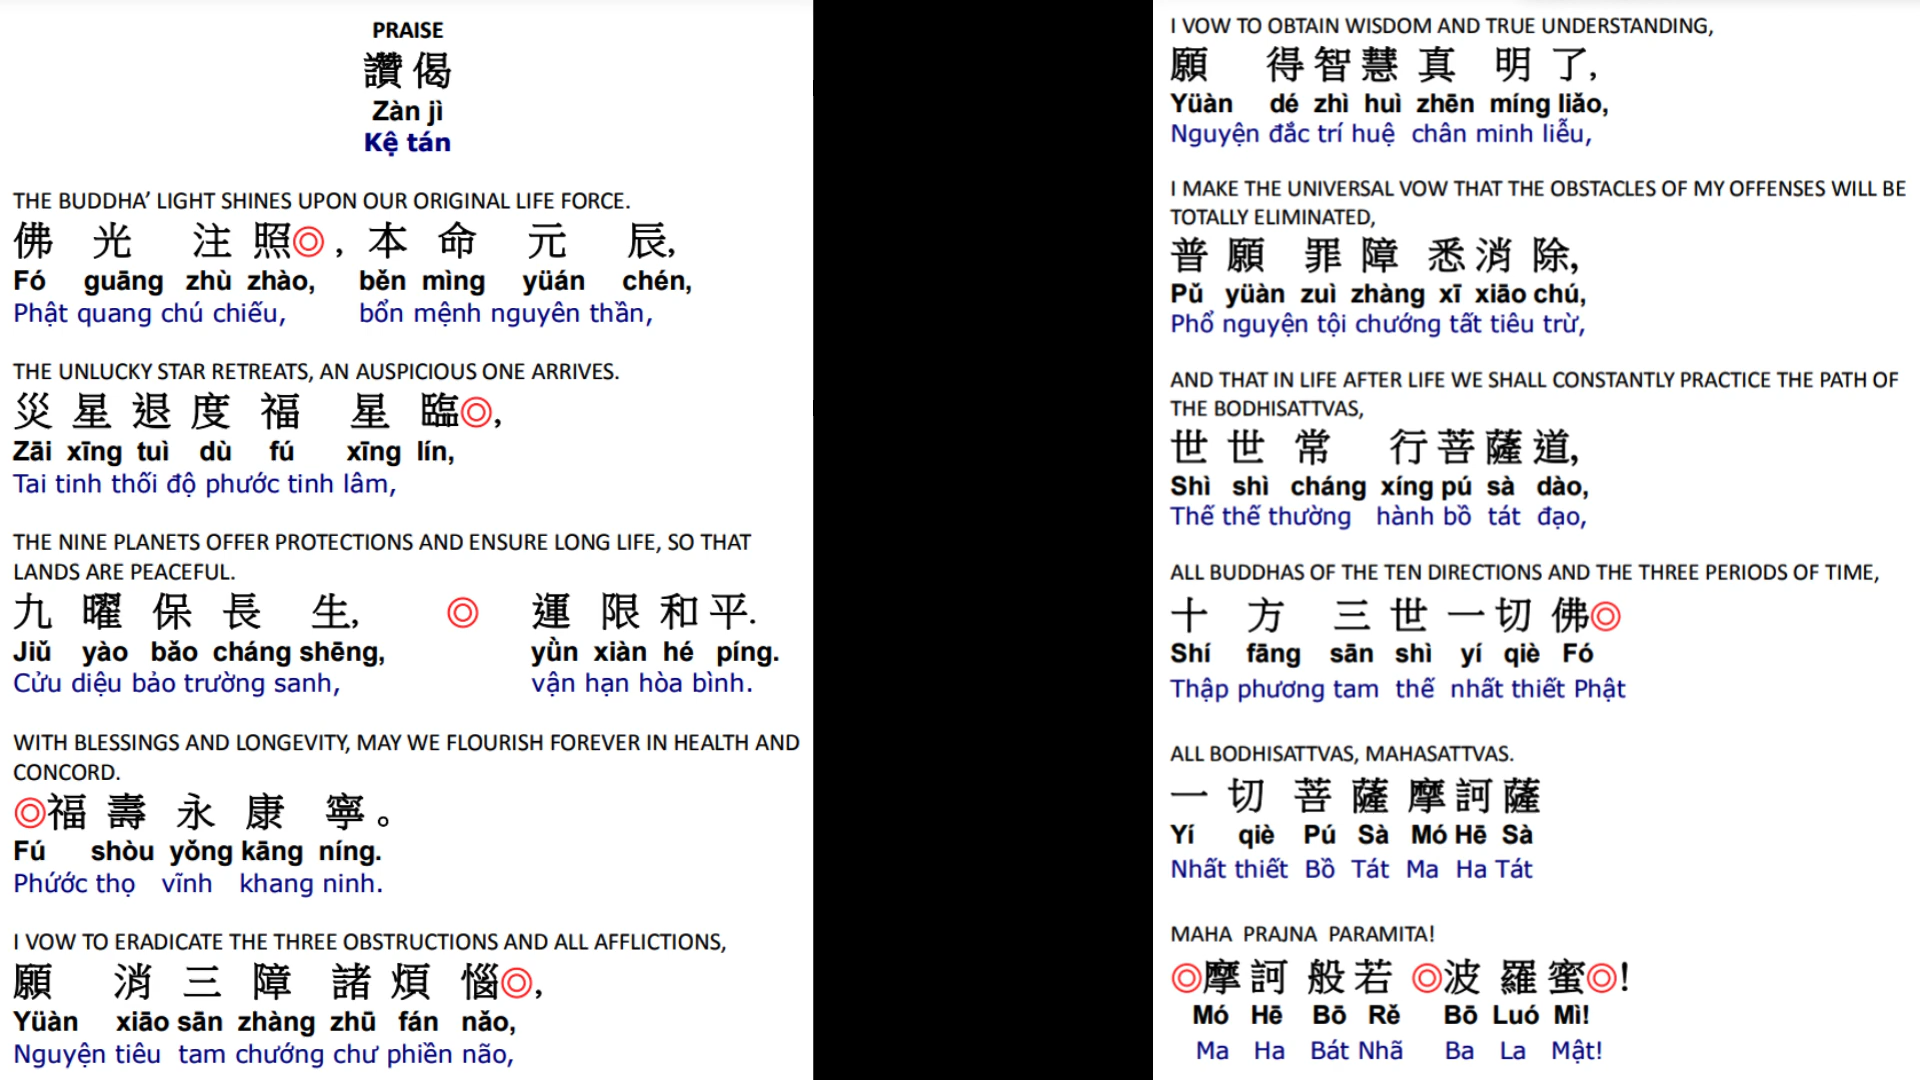 PRAISE
讚偈
Zàn jì
Kệ tán
THE BUDDHA’ LIGHT SHINES UPON OUR ORIGINAL LIFE FORCE.
佛 光 注 照◎, 本 命 元 辰,
Fó guāng zhù zhào, běn mìng yüán chén,
Phật quang chú chiếu, bổn mệnh nguyên thần,
THE UNLUCKY STAR RETREATS, AN AUSPICIOUS ONE ARRIVES.
災 星 退 度 福 星 臨◎,
Zāi xīng tuì dù fú xīng lín,
Tai tinh thối độ phước tinh lâm,
THE NINE PLANETS OFFER PROTECTIONS AND ENSURE LONG LIFE, SO THAT
LANDS ARE PEACEFUL.
九 曜 保 長 生, ◎ 運 限 和 平.
Jiǔ yào bǎo cháng shēng, yǜn xiàn hé píng.
Cửu diệu bảo trường sanh, vận hạn hòa bình.
WITH BLESSINGS AND LONGEVITY, MAY WE FLOURISH FOREVER IN HEALTH AND
CONCORD.
◎福 壽 永 康 寧。
Fú shòu yǒng kāng níng.
Phứớc thọ vĩnh khang ninh.
I VOW TO ERADICATE THE THREE OBSTRUCTIONS AND ALL AFFLICTIONS,
願 消 三 障 諸 煩 惱◎,
Yüàn xiāo sān zhàng zhū fán nǎo,
Nguyện tiêu tam chướng chư phiền não,
I VOW TO OBTAIN WISDOM AND TRUE UNDERSTANDING,
願 得 智 慧 真 明 了,
Yüàn dé zhì huì zhēn míng liǎo,
Nguyện đắc trí huệ chân minh liễu,
I MAKE THE UNIVERSAL VOW THAT THE OBSTACLES OF MY OFFENSES WILL BE
TOTALLY ELIMINATED,
普 願 罪 障 悉 消 除,
Pǔ yüàn zuì zhàng xī xiāo chú,
Phổ nguyện tội chướng tất tiêu trừ,
AND THAT IN LIFE AFTER LIFE WE SHALL CONSTANTLY PRACTICE THE PATH OF
THE BODHISATTVAS,
世 世 常 行 菩 薩 道,
Shì shì cháng xíng pú sà dào,
Thế thế thường hành bồ tát đạo,
ALL BUDDHAS OF THE TEN DIRECTIONS AND THE THREE PERIODS OF TIME,
十 方 三 世 一 切 佛◎
Shí fāng sān shì yí qiè Fó
Thập phương tam thế nhất thiết Phật
ALL BODHISATTVAS, MAHASATTVAS.
一 切 菩 薩 摩 訶 薩
Yí qiè Pú Sà Mó Hē Sà
Nhất thiết Bồ Tát Ma Ha Tát
MAHA PRAJNA PARAMITA!
◎摩 訶 般 若 ◎波 羅 蜜◎!
Mó Hē Bō Rě Bō Luó Mì!
Ma Ha Bát Nhã Ba La Mật!